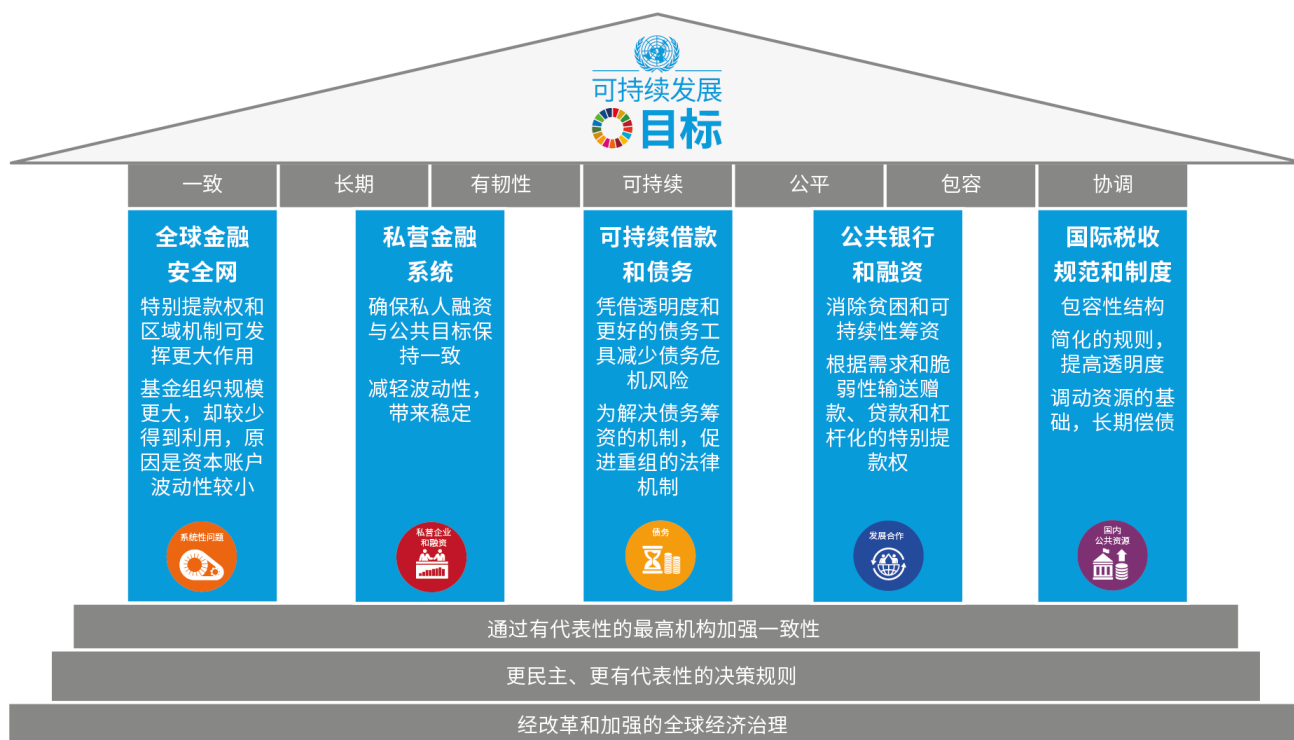 可持续发展
目标
一致
长期
有韧性
可持续
公平
包容
协调
全球金融
安全网
特别提款权和
区域机制可发
挥更大作用
基金组织规模
更大，却较少
得到利用，原
因是资本账户
波动性较小
系统性问题
私营金融
系统
确保私人融资
与公共目标保
持一致
减轻波动性，
带来稳定
私营企业
和融资
可持续借款
和债务
凭借透明度和
更好的债务工
具减少债务危
机风险
为解决债务筹
资的机制，促
进重组的法律
机制
债务
公共银行
和融资
消除贫困和可
持续性筹资
根据需求和脆
弱性输送赠
款、贷款和杠
杆化的特别提
款权
发展合作
国际税收
规范和制度
包容性结构
简化的规则，
提高透明度
调动资源的基
础，长期偿债
国内
公共资源
通过有代表性的最高机构加强一致性
更民主、更有代表性的决策规则
经改革和加强的全球经济治理